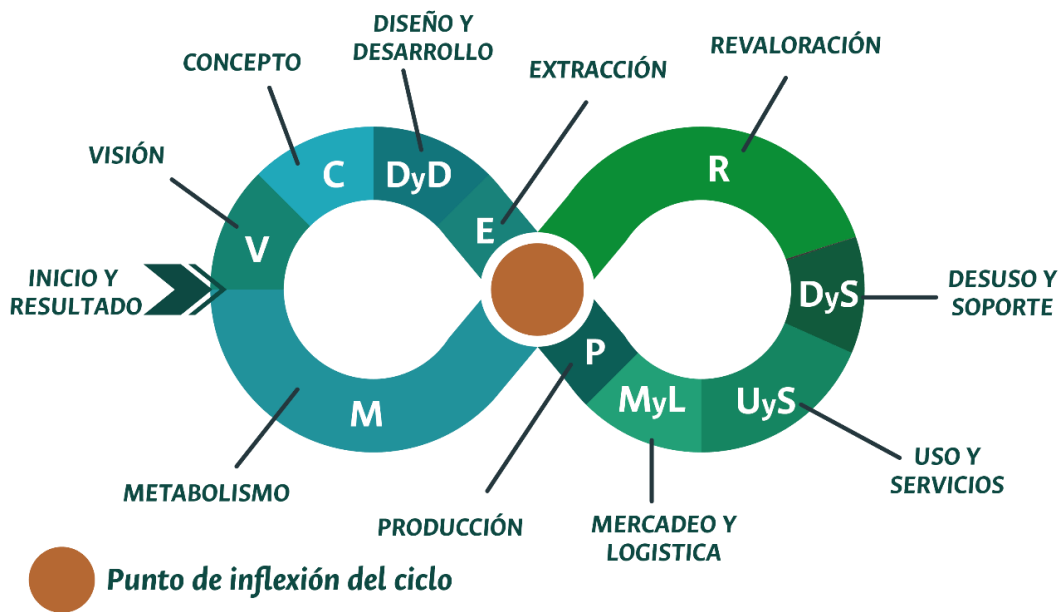 DISEÑO Y
DESARROLLO
CONCEPTO
EXTRACCIÓN
REVALORACIÓN
VISIÓN
C
DyD
R
E
V
INICIO Y
RESULTADO
DyS
DESUSO Y
SOPORTE
P
M
MyL
UyS
METABOLISMO
PRODUCCIÓN
MERCADEO Y
LOGISTICA
USO Y
SERVICIOS
Punto de inflexión del ciclo